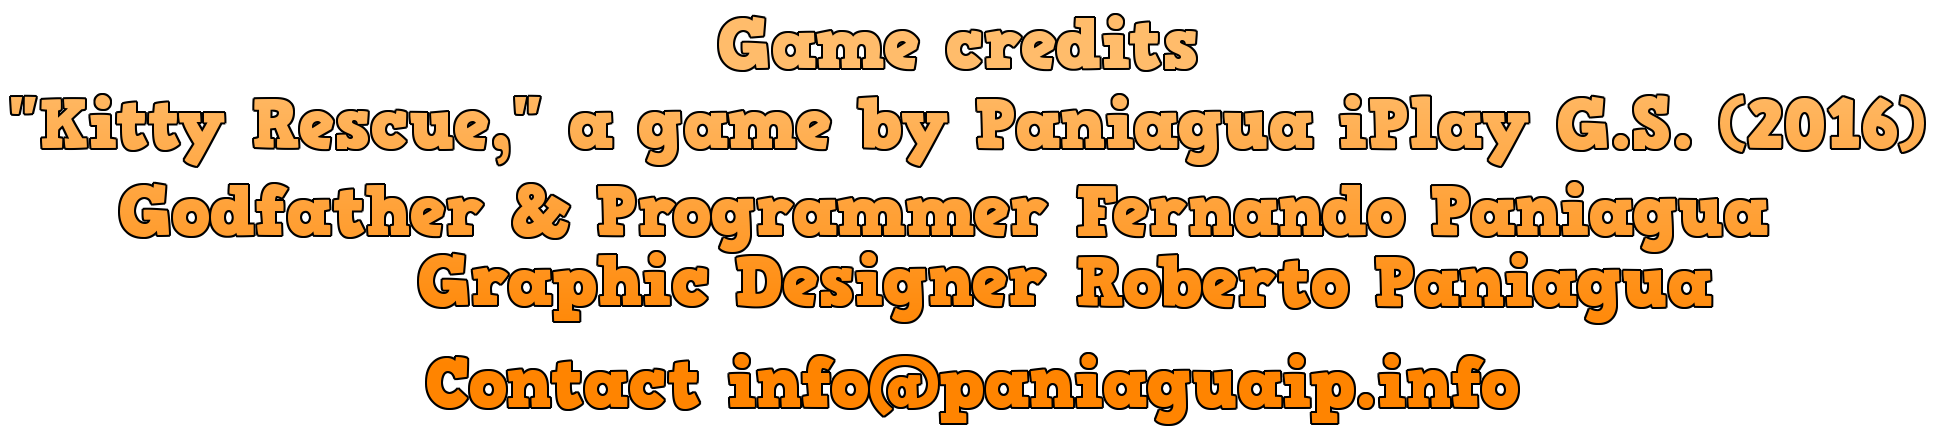 Game credits
"Kitty Rescue," a game by Paniagua iPlay G.S. (2016)
Godfather & Programmer Fernando Paniagua
Graphic Designer Roberto Paniagua
Contact info@paniaguaip.info